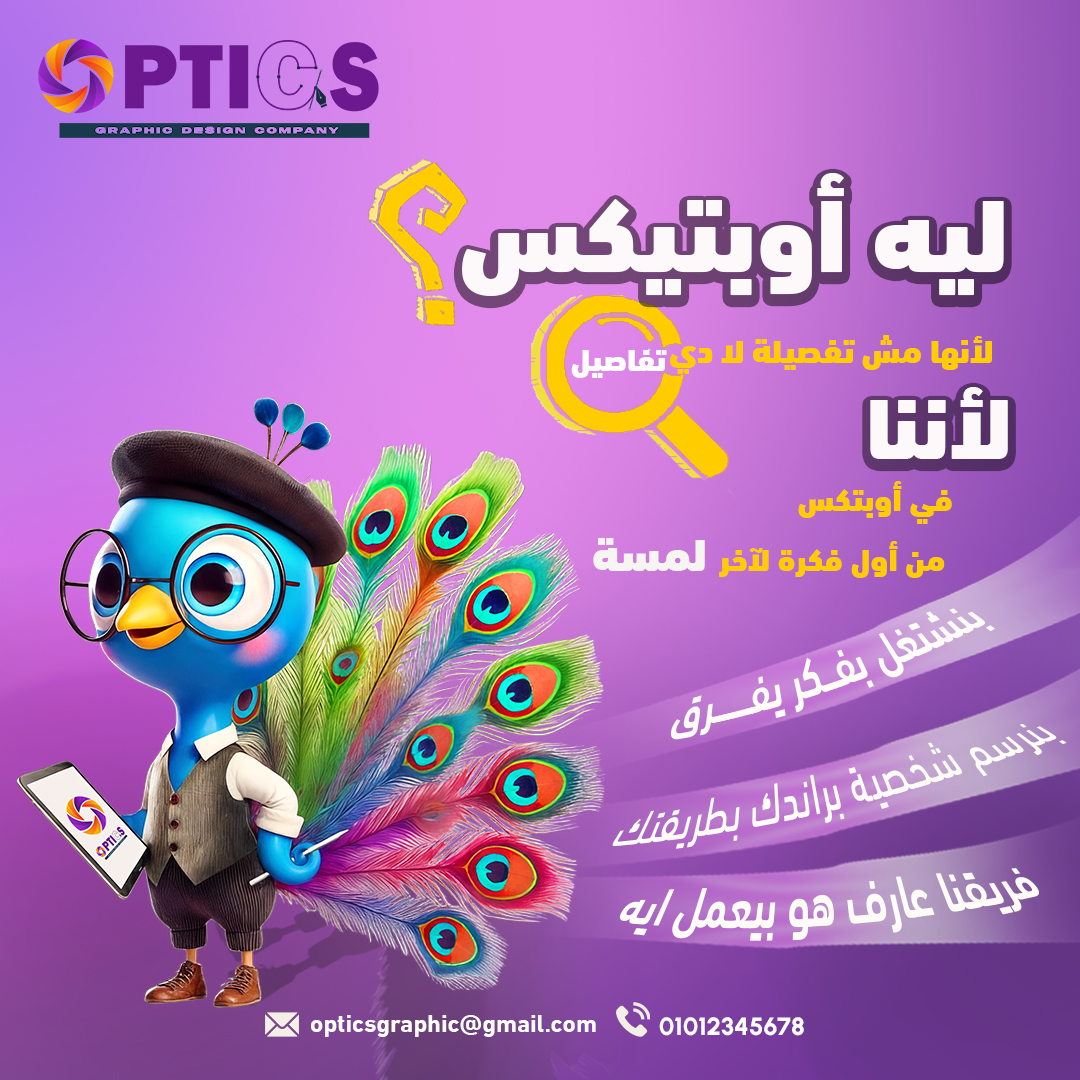 OPTICS
GRAPHIC DESIGN COMPANY
ليه أوبتيكس؟
لأنها مش تفصيلة لا دي تفاصيل
لأننا
في أوبتكس
من أول فكرة لآخر لمسة
بنشتغل بفكر يفـــرق
بنرسم شخصية براندك بطريقتك
فريقنا عارف هو بيعمل ايه
OPTICS
opticsgraphic@gmail.com
01012345678